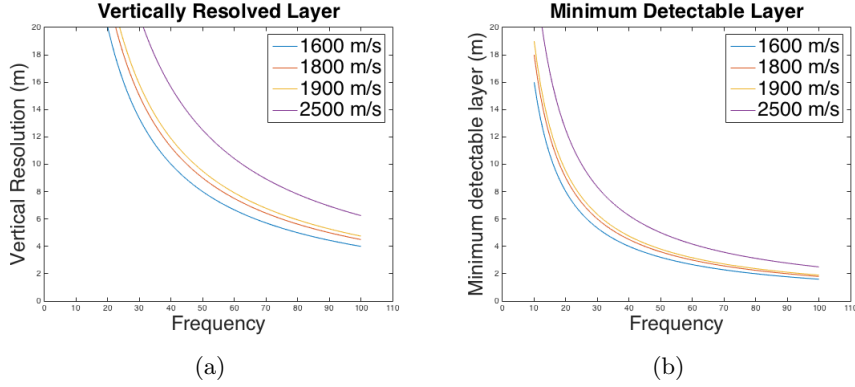 Vertically Resolved Layer
Vertical Resolution (m)
20
18
16
14
12
10
8
6
4
2
0
1600 m/s
1800 m/s
1900 m/s
2500 m/s
0 10 20 30 40 50 60 70 80 90 100 110
Frequency
(a)
Minimum Detectable Layer
Minimum detectable layer (m)
20
18
16
14
12
10
8
6
4
2
0
1600 m/s
1800 m/s
1900 m/s
2500 m/s
0 10 20 30 40 50 60 70 80 90 100 110
Frequency
(b)